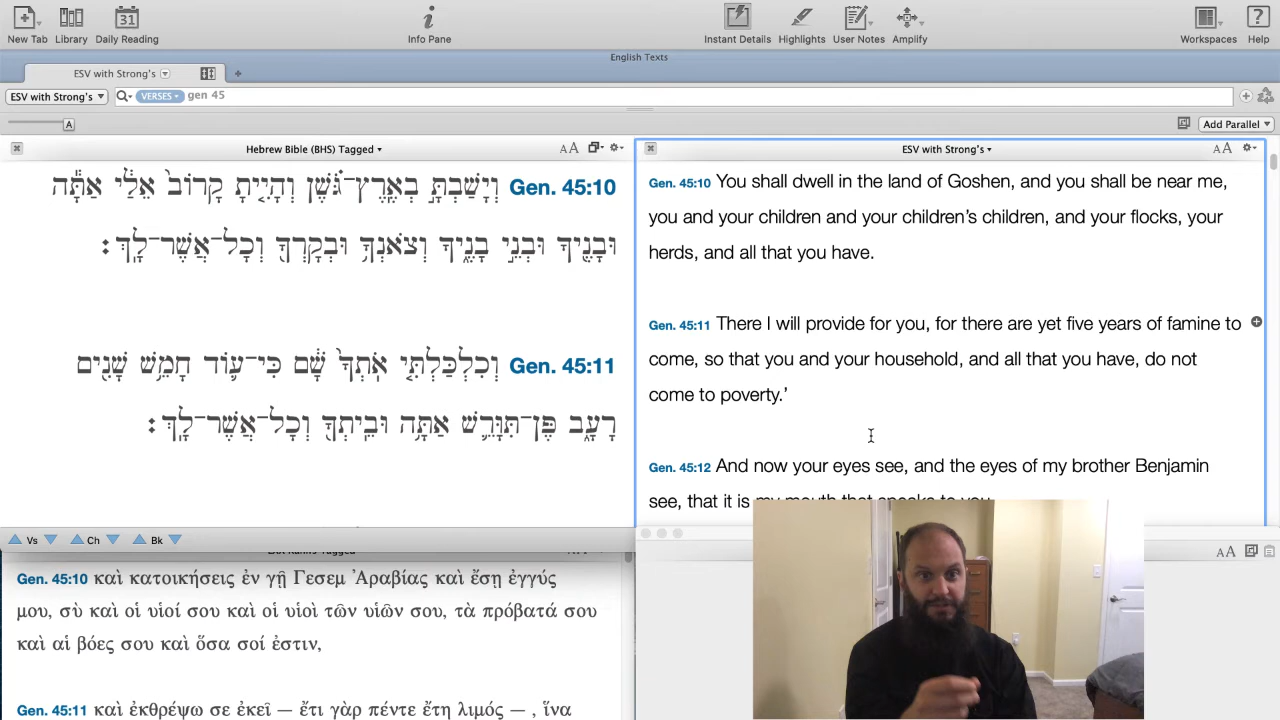 New Tab Library Daily Reading Info Pane Instant Details Highlights User Notes Amplify Workspaces Help
31
English Texts
ESV with Strong's
ESV with Strong's VERSES gen 45
A Add Parallel
Hebrew Bible (BHS) Tagged
Gen. 45:10 וְיָשַׁבְתָּ֣ בְאֶֽרֶץ־גֹּ֗שֶׁן וְהָיִ֤יתָ קָרוֹב֙ אֵלַ֔י אַתָּ֕ה
וּבָנֶ֖יךָ וּבְנֵ֣י בָנֶ֑יךָ וְצֹאנְךָ֥ וּבְקָרְךָ֖ וְכָל־אֲשֶׁר־לָֽךְ׃
Gen. 45:11 וְכִלְכַּלְתִּ֤י אֹֽתְךָ֙ שָׁ֔ם כִּי־ע֛וֹד חָמֵ֥שׁ שָׁנִ֖ים
רָעָ֑ב פֶּן־תִּוָּרֵ֛שׁ אַתָּ֥ה וּבֵֽיתְךָ֖ וְכָל־אֲשֶׁר־לָֽךְ׃
Vs Ch Bk
Gen. 45:10 καὶ κατοικήσεις ἐν γῇ Γεσεμ Ἀραβίας καὶ ἔσῃ ἐγγύς
μου, σὺ καὶ οἱ υἱοί σου καὶ οἱ υἱοὶ τῶν υἱῶν σου, τὰ πρόβατά σου
καὶ αἱ βόες σου καὶ ὅσα σοί ἐστιν,
Gen. 45:11 καὶ ἐκθρέψω σε ἐκεῖ — ἔτι γὰρ πέντε ἔτη λιμός — , ἵνα
ESV with Strong's
Gen. 45:10 You shall dwell in the land of Goshen, and you shall be near me,
you and your children and your children's children, and your flocks, your
herds, and all that you have.
Gen. 45:11 There I will provide for you, for there are yet five years of famine to
come, so that you and your household, and all that you have, do not
come to poverty.'
Gen. 45:12 And now your eyes see, and the eyes of my brother Benjamin
see, that it is my mouth that speaks to you.